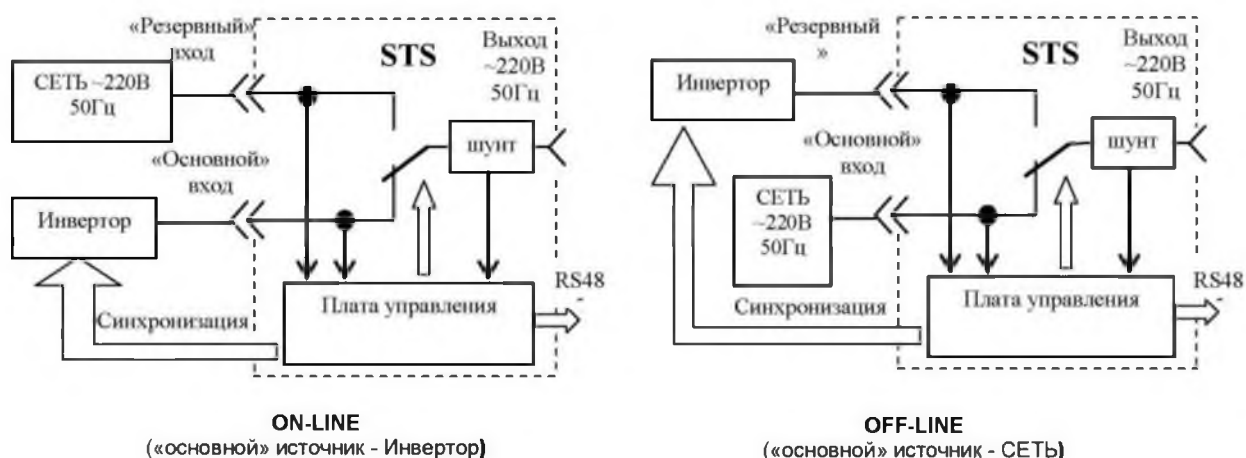 «Резервный»
вход
STS
Выход
~220В
50Гц
СЕТЬ ~220В
50Гц
«Основной»
вход
шунт
Инвертор
Плата управления
RS48
-
Синхронизация
ON-LINE
(«основной» источник - Инвертор)
«Резервный
»
STS
Выход
~220В
50Гц
Инвертор
«Основной»
вход
шунт
СЕТЬ
~220В
50Гц
Плата управления
RS48
-
Синхронизация
OFF-LINE
(«основной» источник - СЕТЬ)